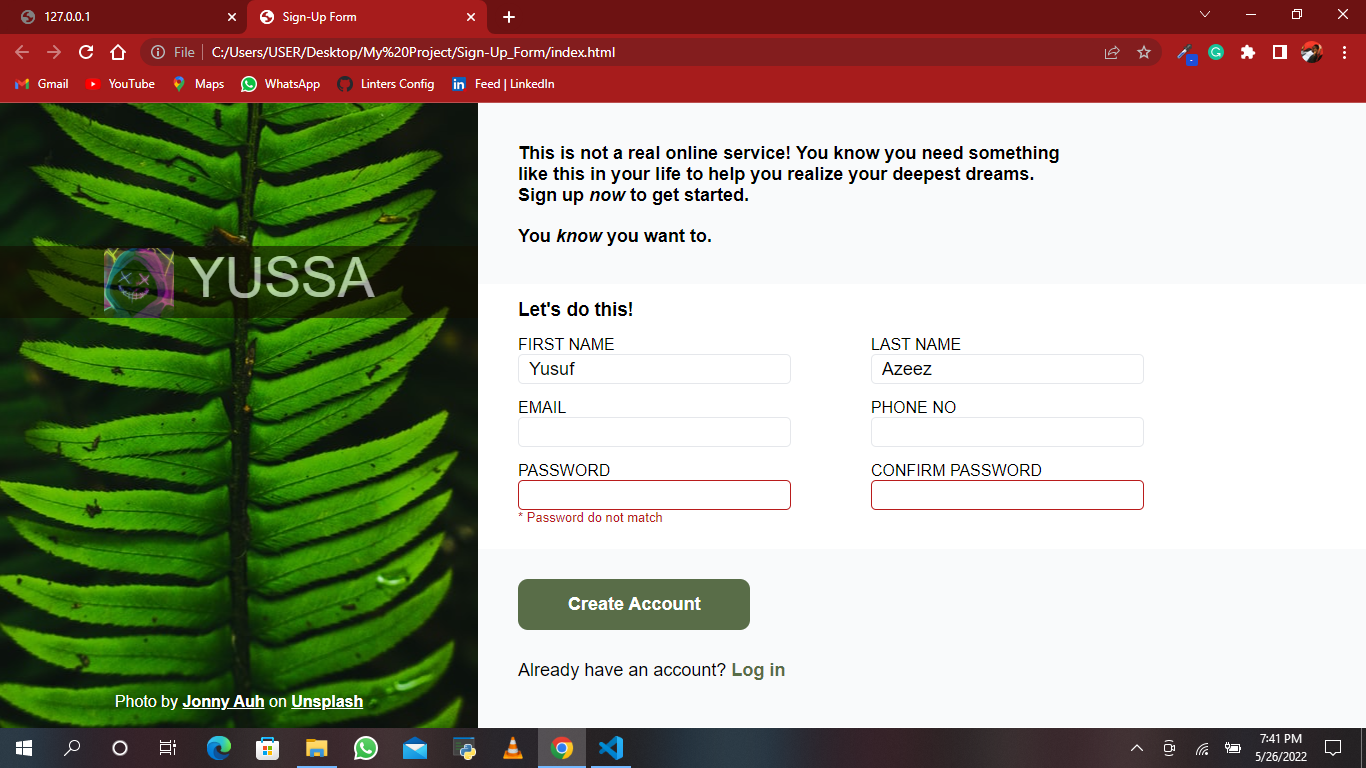 127.0.0.1
Sign-Up Form
File
C:/Users/USER/Desktop/My%20Project/Sign-Up_Form/index.html
Gmail
YouTube
Maps
WhatsApp
Linters Config
Feed | LinkedIn
This is not a real online service! You know you need something
like this in your life to help you realize your deepest dreams.
Sign up now to get started.
You know you want to.
YUSSA
Let's do this!
FIRST NAME
LAST NAME
Yusuf
Azeez
EMAIL
PHONE NO
PASSWORD
CONFIRM PASSWORD
* Password do not match
Create Account
Already have an account? Log in
Photo by Jonny Auh on Unsplash
7:41 PM
5/26/2022